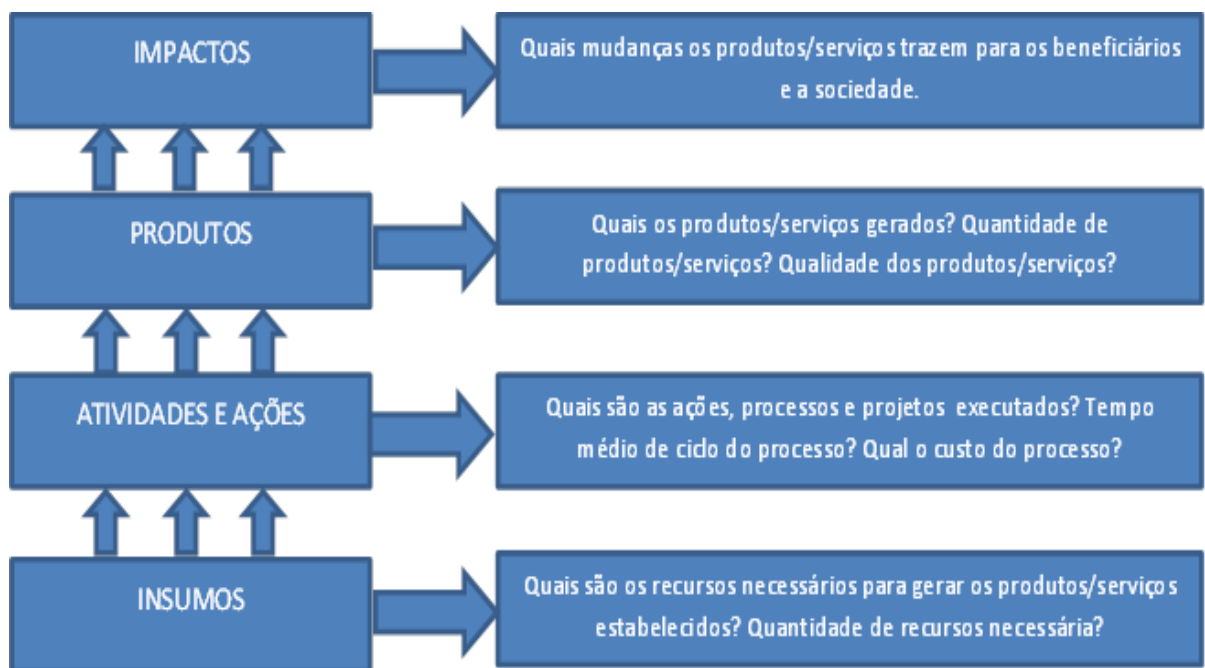 IMPACTOS
Quais mudanças os produtos/serviços trazem para os beneficiários
e a sociedade.
PRODUTOS
Quais os produtos/serviços gerados? Quantidade de
produtos/serviços? Qualidade dos produtos/serviços?
ATIVIDADES E AÇÕES
Quais são as ações, processos e projetos executados? Tempo
médio de ciclo do processo? Qual o custo do processo?
INSUMOS
Quais são os recursos necessários para gerar os produtos/serviços
estabelecidos? Quantidade de recursos necessária?